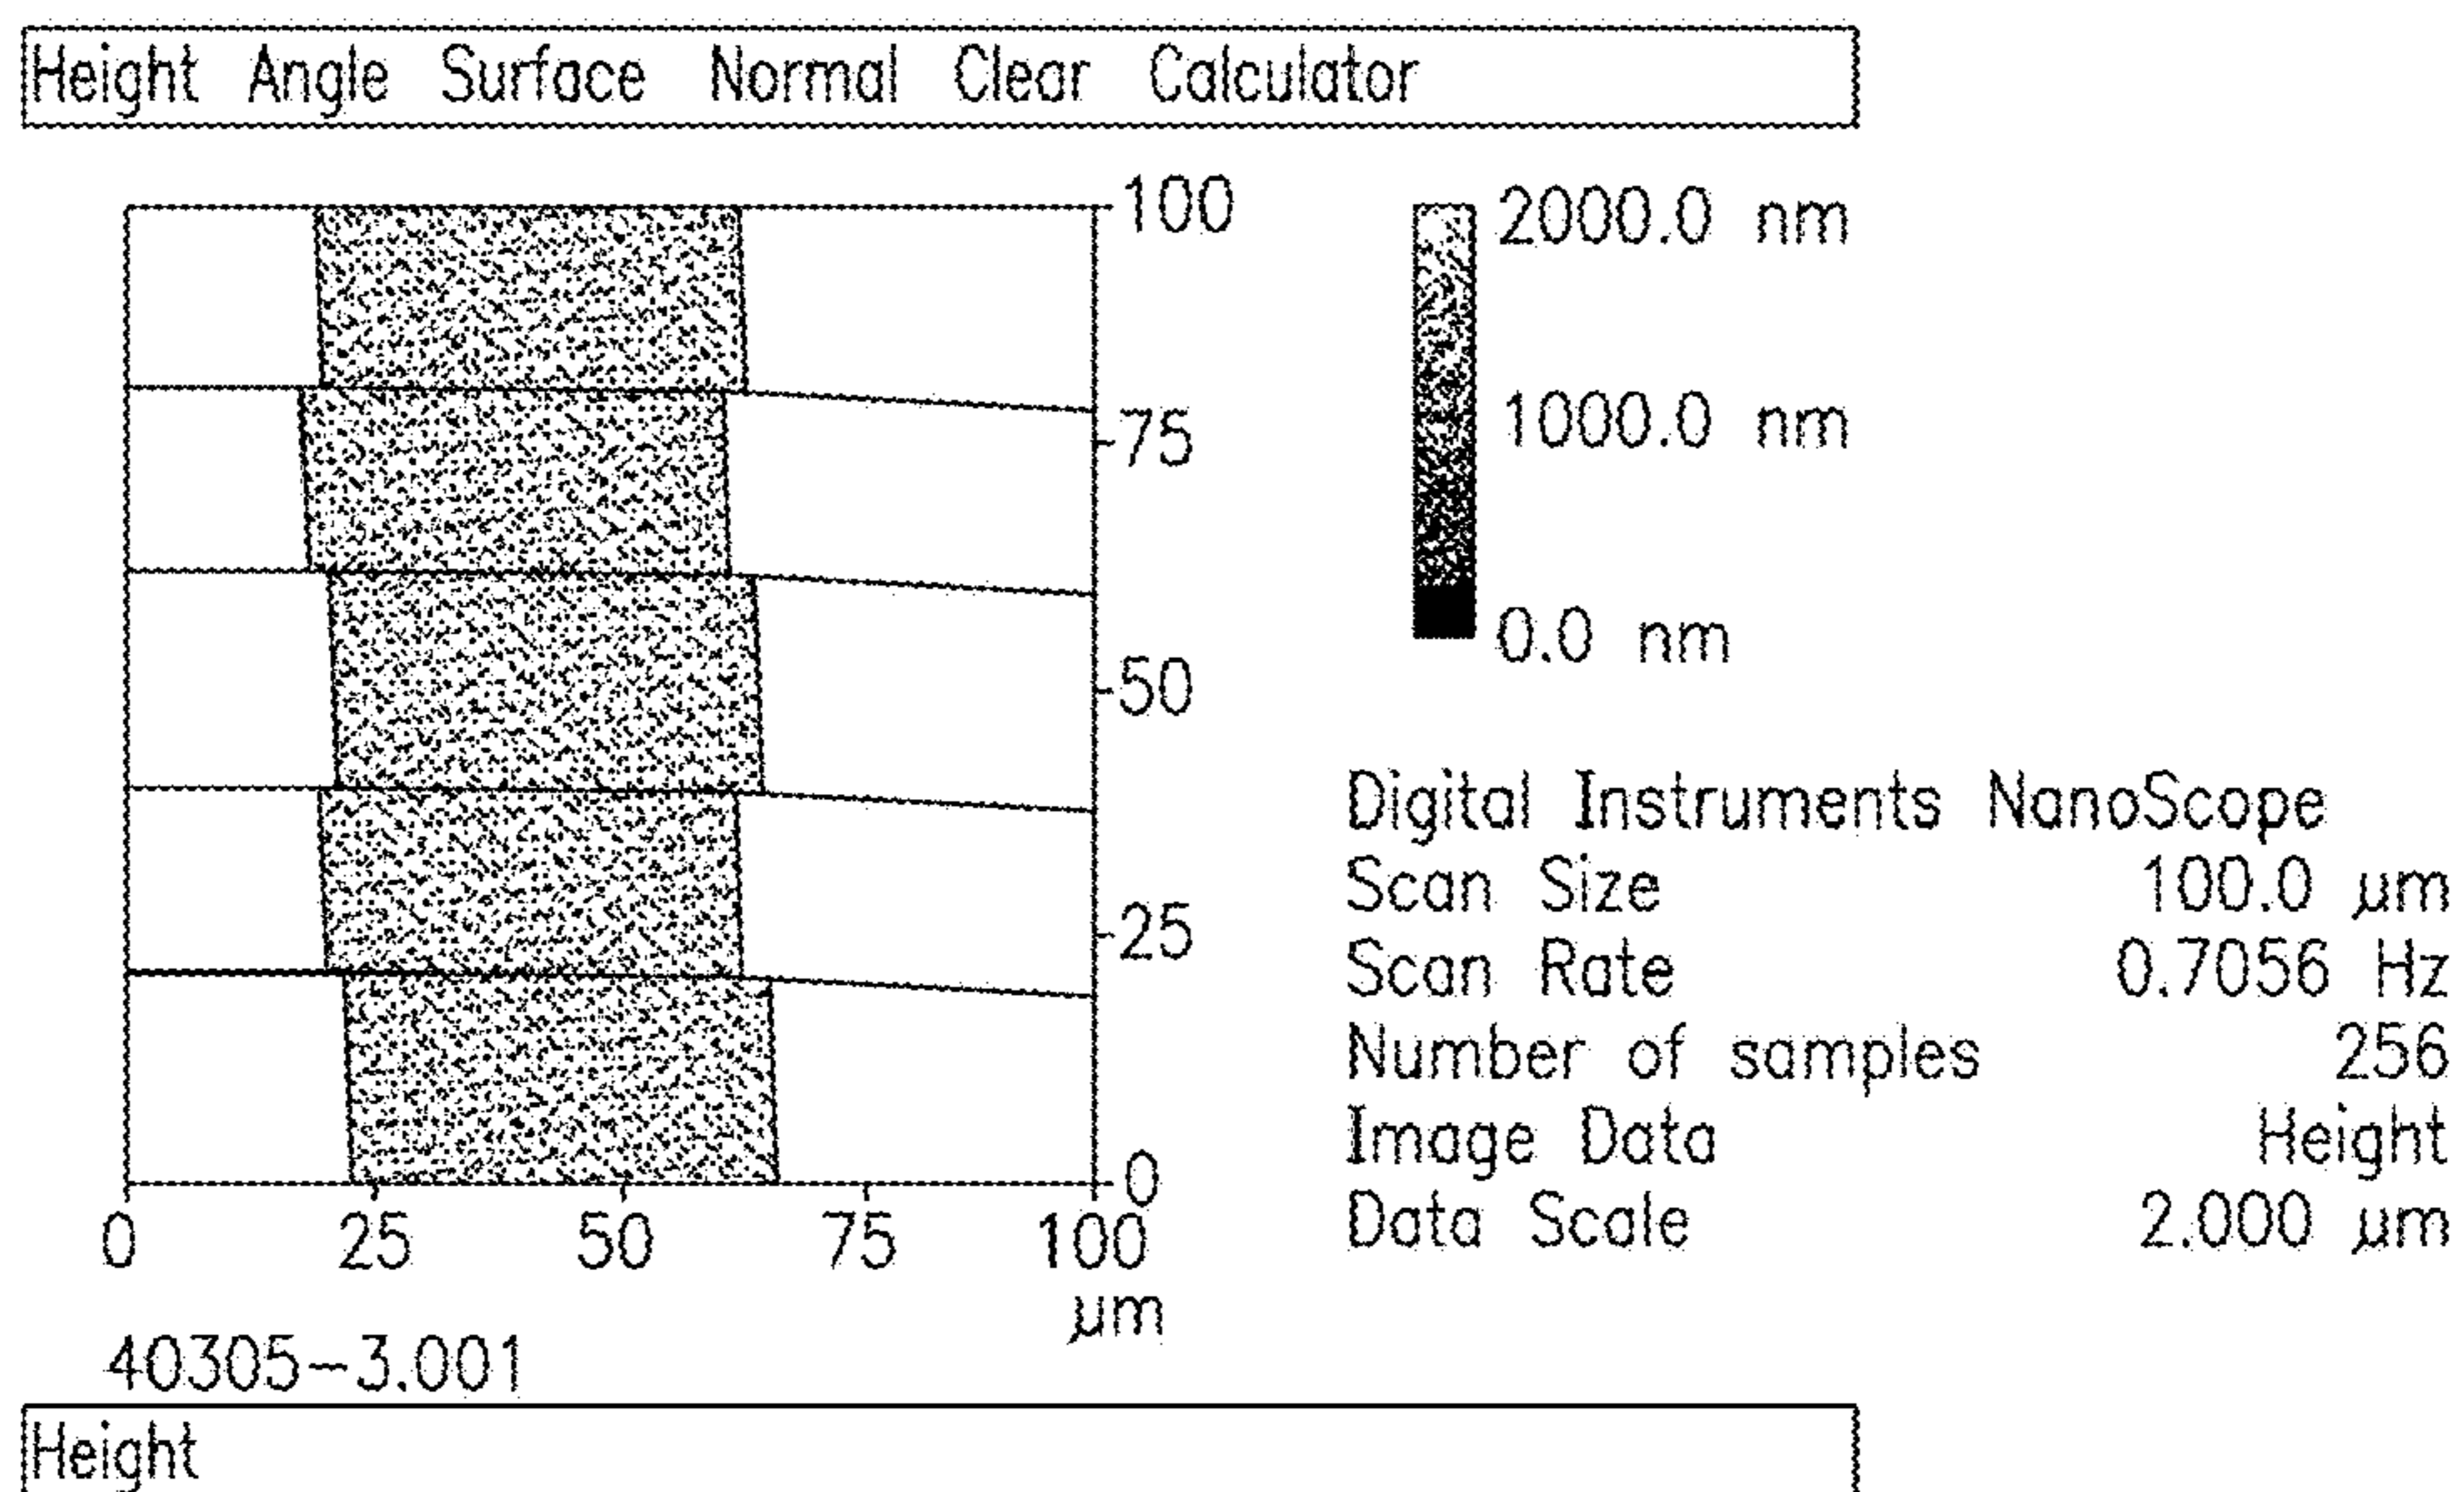 Height Angle Surface Normal Clear Calculator
100
75
50
25
0
0 25 50 75 100
µm
2000.0 nm
1000.0 nm
0.0 nm
Digital Instruments NanoScope
Scan Size 100.0 µm
Scan Rate 0.7056 Hz
Number of samples 256
Image Data Height
Data Scale 2.000 µm
40305-3.001
Height